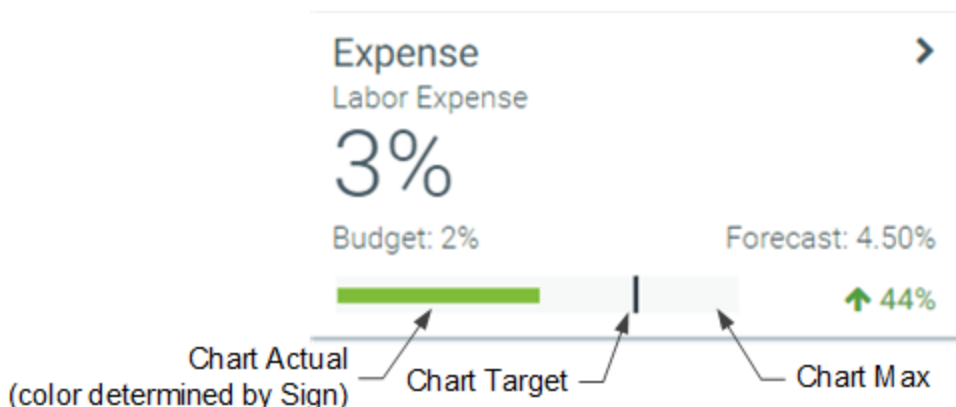 Expense
Labor Expense
3%
Budget: 2% Forecast: 4.50%
44%
Chart Actual
(color determined by Sign)
Chart Target
Chart Max